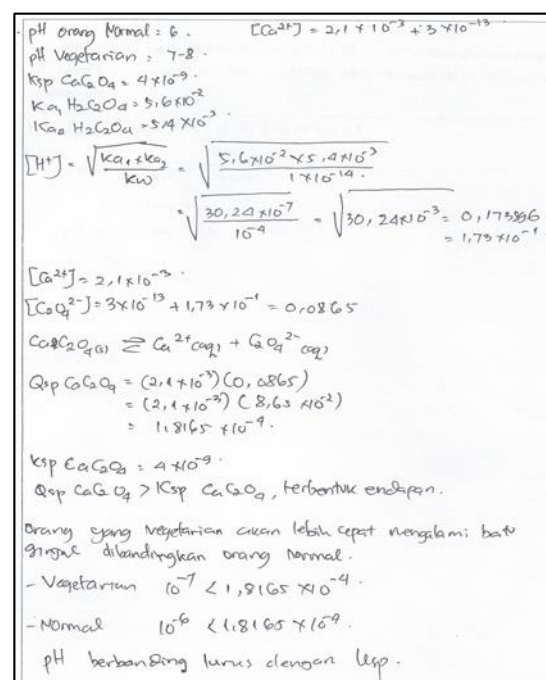 pH orang Normal = 6. [Ca²⁺] = 2,1 × 10⁻³ + 3 × 10⁻¹³
pH Vegetarian = 7-8.
Ksp CaC₂O₄ = 4×10⁻⁹.
Ka₁ H₂C₂O₄ = 5,6×10⁻²
Ka₂ H₂C₂O₄ = 5,4 ×10⁻³
[H⁺] = √(Ka₁ × Ka₂ / Kw) = √(5,6×10⁻² × 5,4×10⁻³ / 1×10⁻¹⁴)
= √(30,24×10⁻⁷ / 10⁻⁴) = √30,24×10⁻³ = 0,173896
= 1,73 ×10⁻¹
[Ca²⁺] = 2,1×10⁻³
[C₂O₄²⁻] = 3×10⁻¹³ + 1,73 ×10⁻¹ = 0,0865
CaC₂O₄(s) ⇌ Ca²⁺(aq) + C₂O₄²⁻(aq)
Qsp CaC₂O₄ = (2,1 ×10⁻³) (0,0865)
= (2,1 ×10⁻³) (8,65 ×10⁻²)
= 1,8165 ×10⁻⁴.
Ksp CaC₂O₄ = 4 ×10⁻⁹
Qsp CaC₂O₄ > Ksp CaC₂O₄, terbentuk endapan.
Orang yang vegetarian akan lebih cepat mengalami batu
ginjal dibandingkan orang normal.
- Vegetarian 10⁻⁷ < 1,8165 ×10⁻⁴
- Normal 10⁻⁶ < 1,8165 ×10⁻⁴.
pH berbanding lurus dengan Ksp.